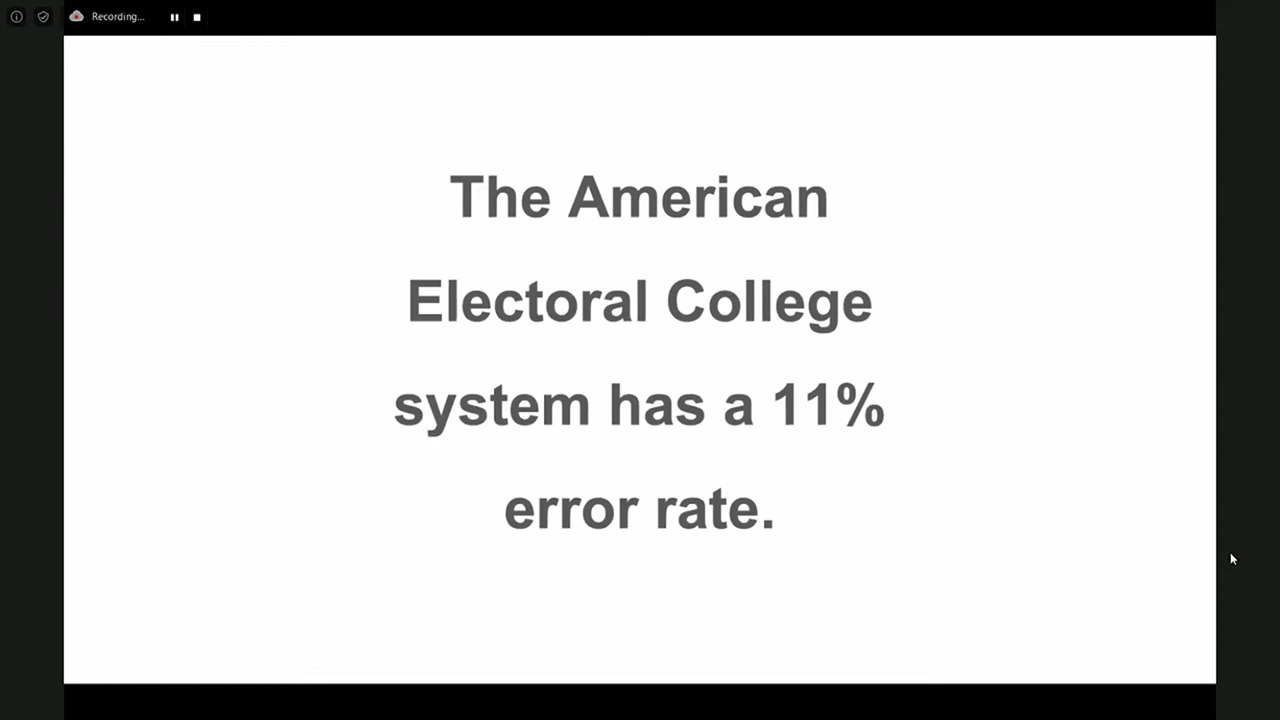 Recording...
The American
Electoral College
system has a 11%
error rate.